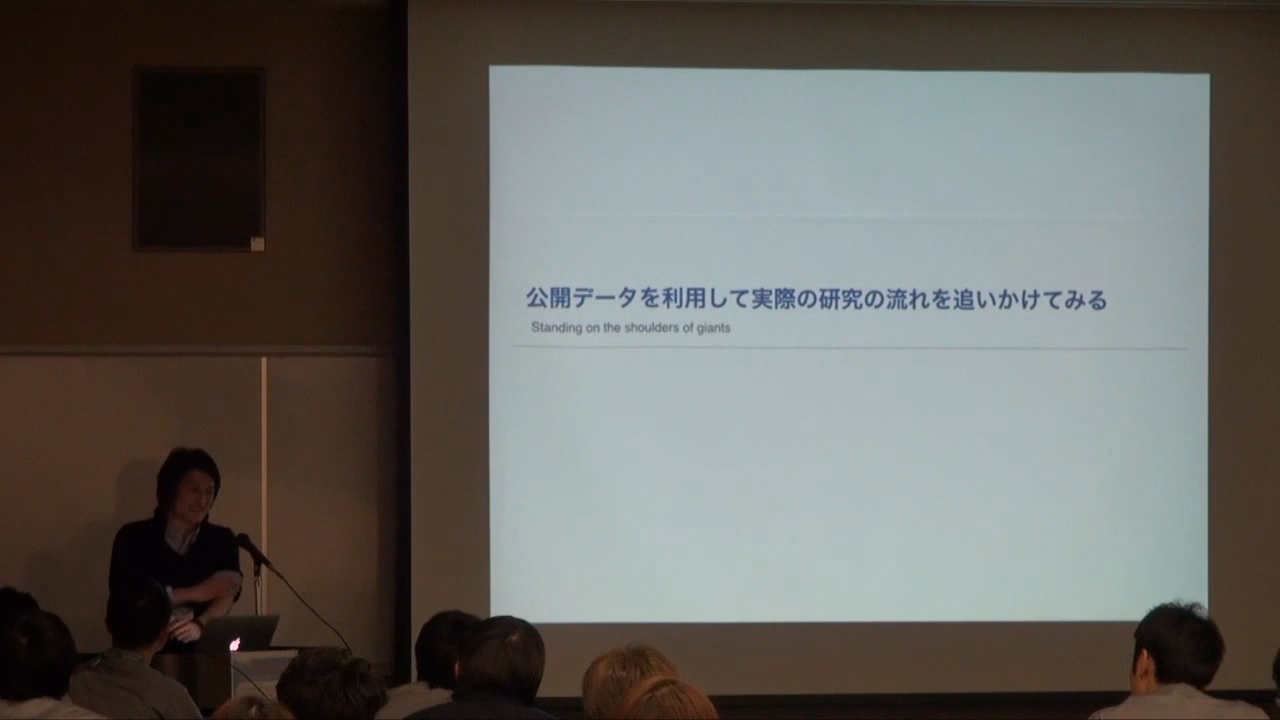 公開データを利用して実際の研究の流れを追いかけてみる
Standing on the shoulders of giants